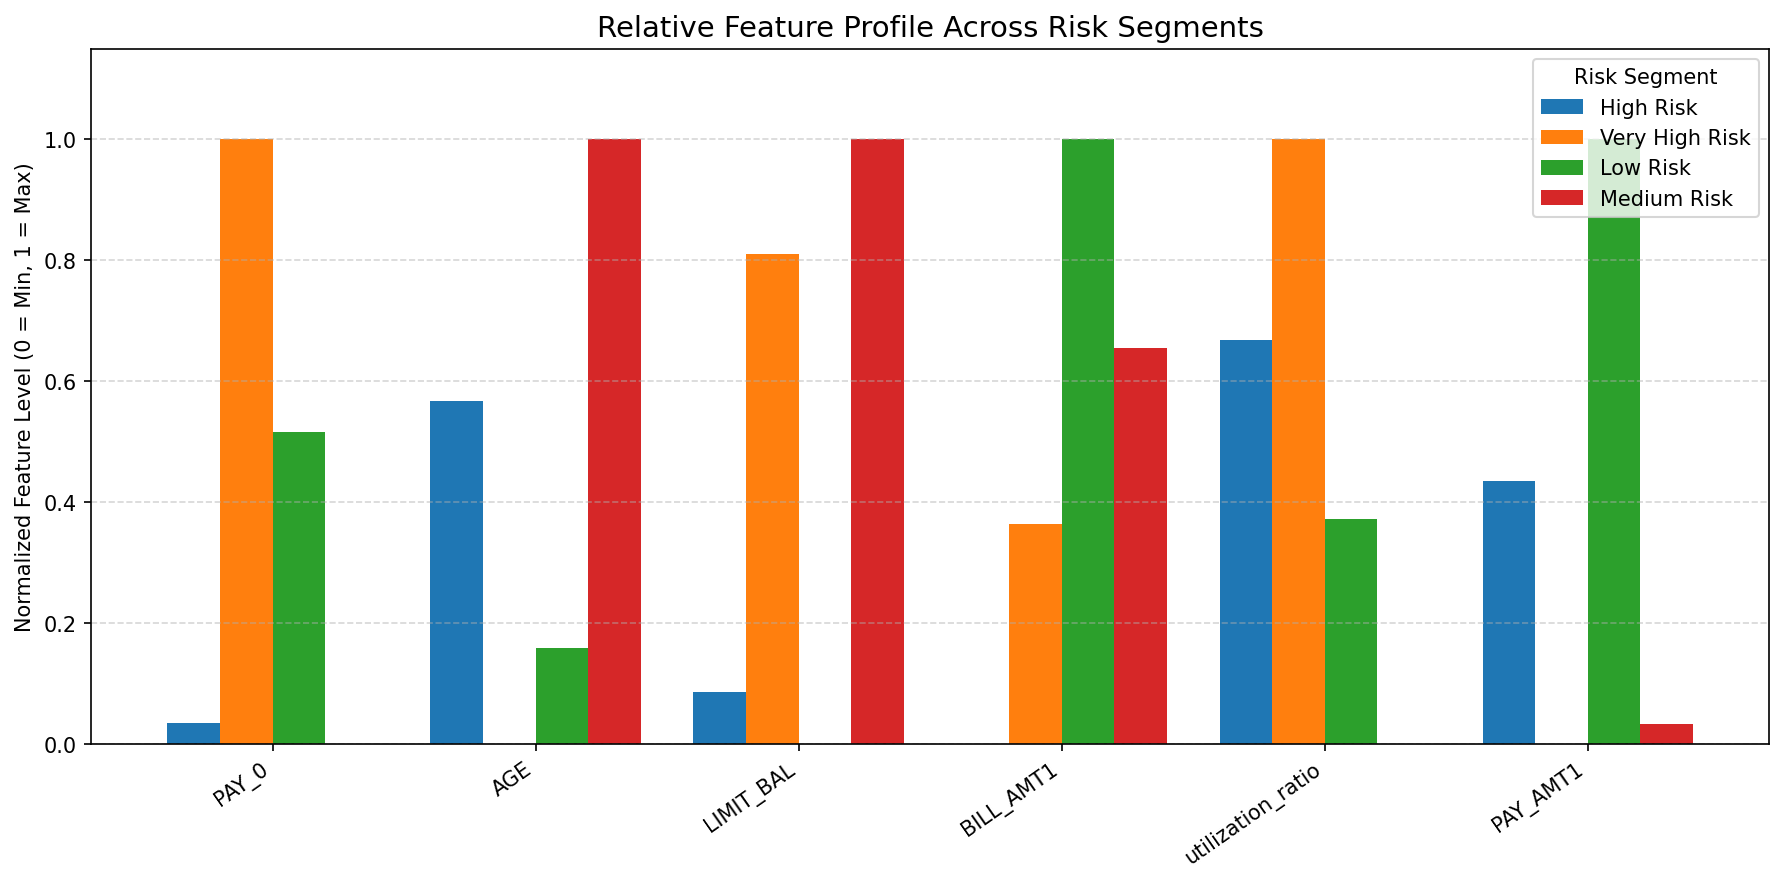 Relative Feature Profile Across Risk Segments
Normalized Feature Level (0 = Min, 1 = Max)
1.0
0.8
0.6
0.4
0.2
0.0
Risk Segment
High Risk
Very High Risk
Low Risk
Medium Risk
PAY_0
AGE
LIMIT_BAL
BILL_AMT1
utilization_ratio
PAY_AMT1